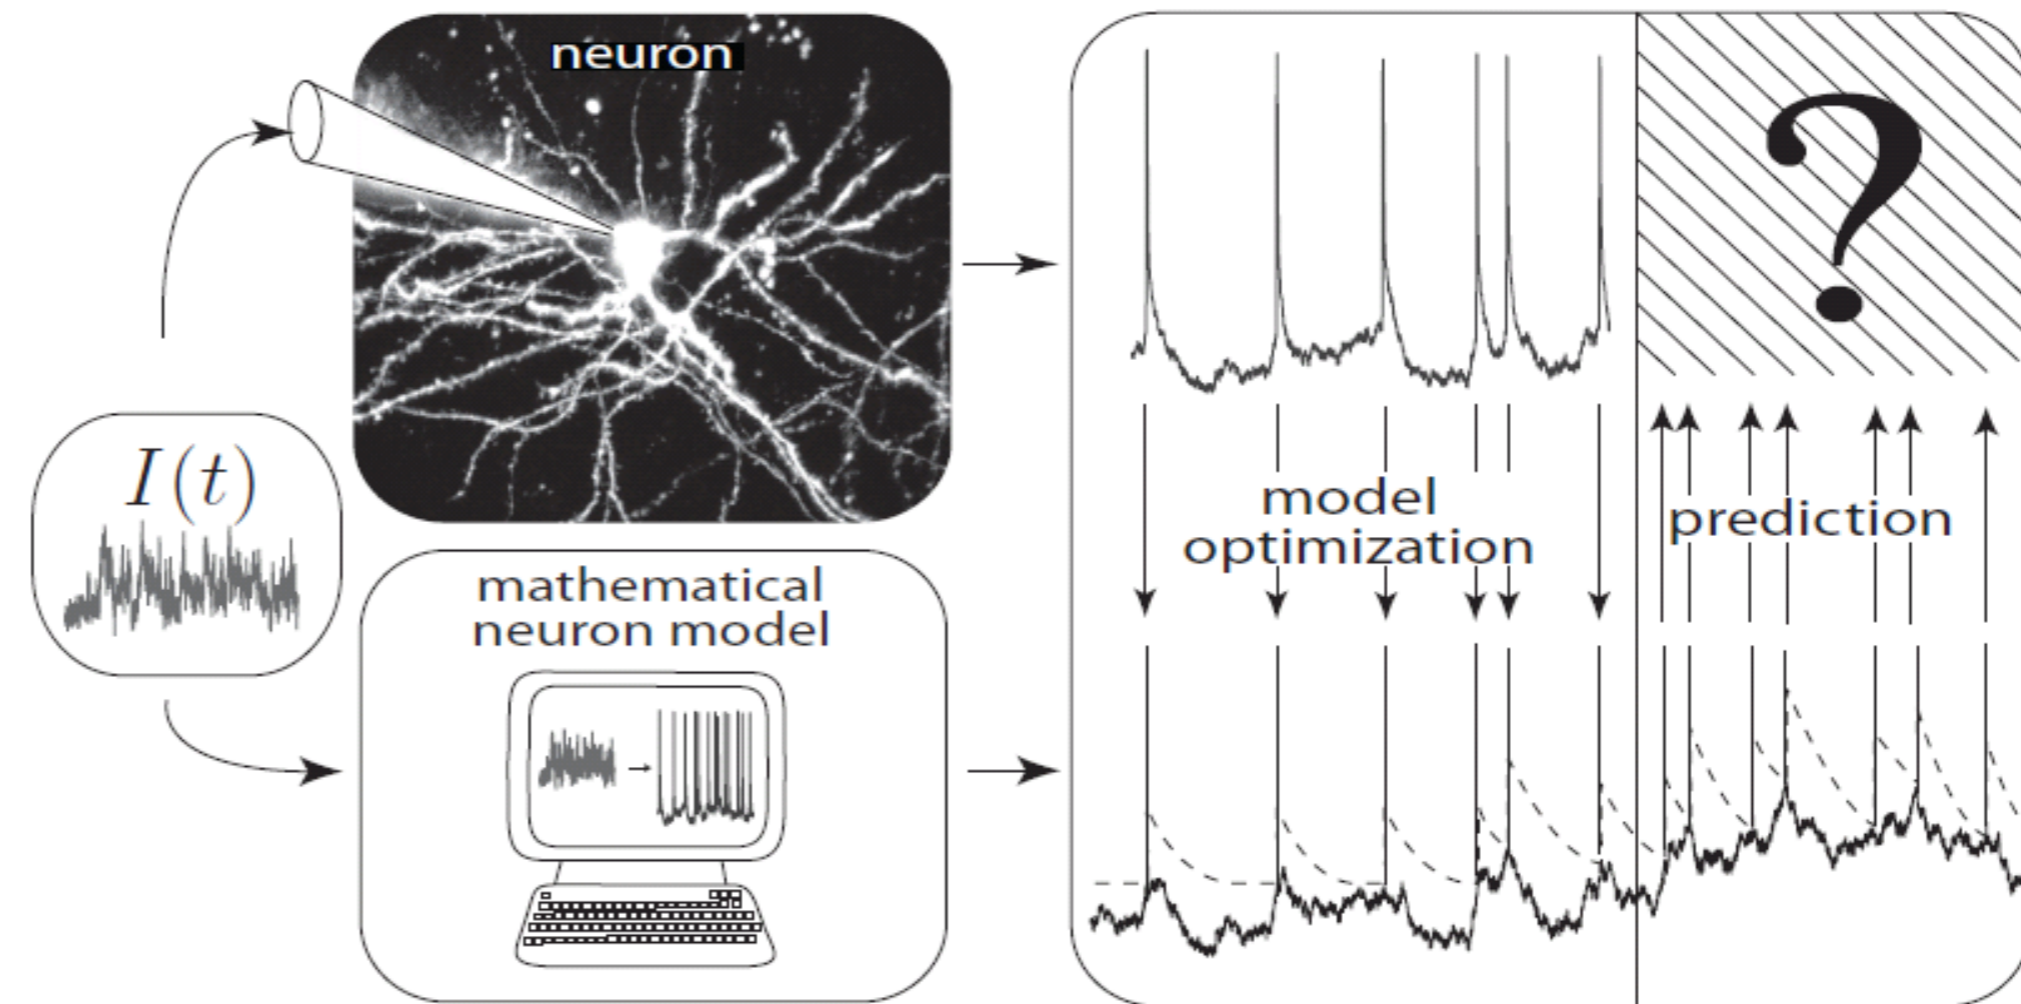 neuron
I(t)
mathematical
neuron model
model
optimization
?
prediction